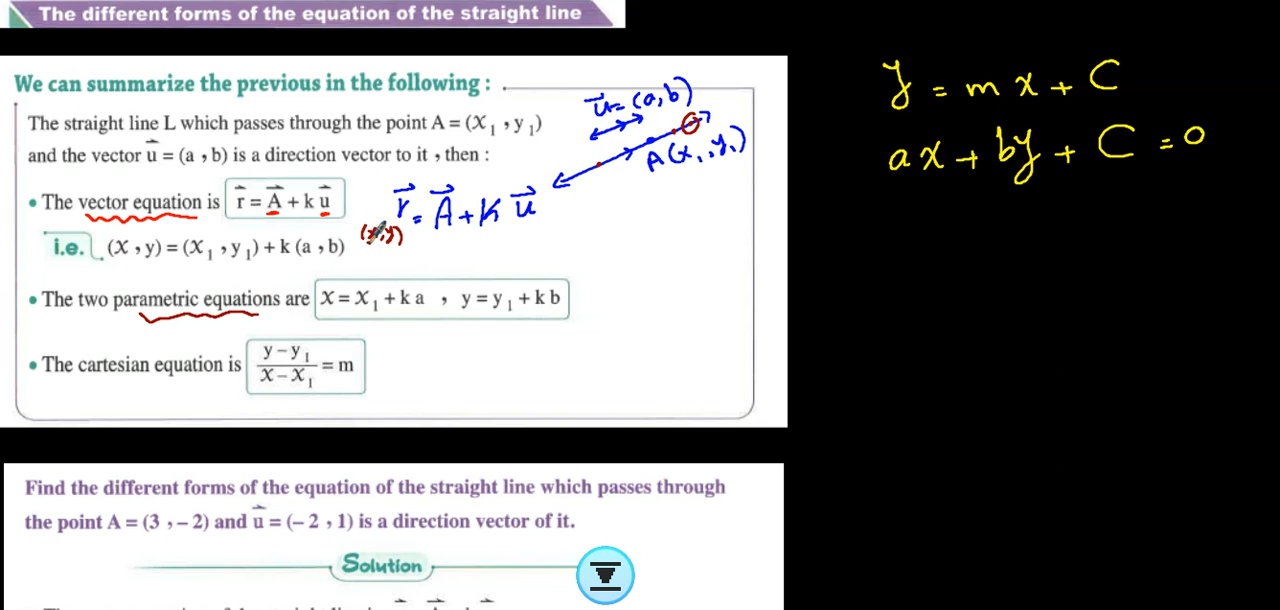 The different forms of the equation of the straight line
We can summarize the previous in the following :
The straight line L which passes through the point A = (x₁ , y₁)
and the vector u⃗ = (a , b) is a direction vector to it , then :
• The vector equation is r⃗ = A⃗ + k u⃗
i.e. (x , y) = (x₁ , y₁) + k (a , b)
• The two parametric equations are x = x₁ + k a , y = y₁ + k b
• The cartesian equation is (y – y₁)/(x – x₁) = m
u⃗ = (a, b)
A(x₁, y₁)
r⃗ = A⃗ + K u⃗
(x, y)
y = m x + C
ax + by + C = 0
Find the different forms of the equation of the straight line which passes through
the point A = (3 , – 2) and u⃗ = (– 2 , 1) is a direction vector of it.
Solution